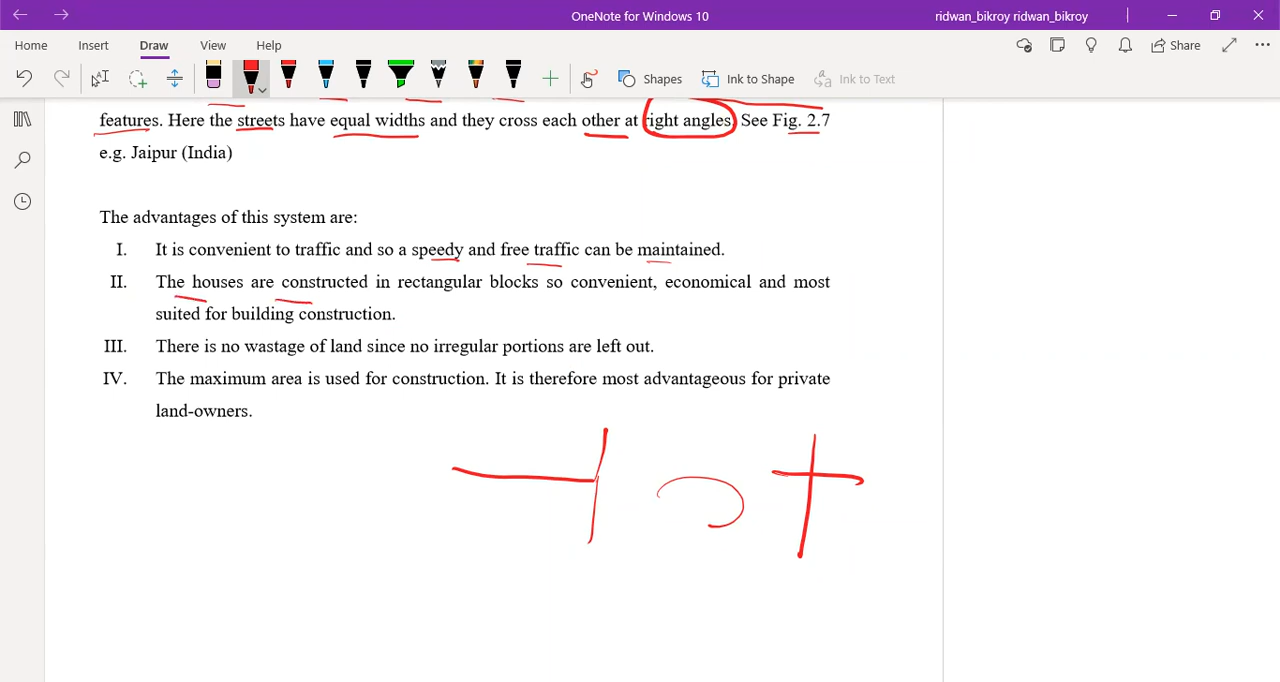 OneNote for Windows 10
ridwan_bikroy ridwan_bikroy
Home Insert Draw View Help
Share
Shapes Ink to Shape Ink to Text
features. Here the streets have equal widths and they cross each other at right angles. See Fig. 2.7
e.g. Jaipur (India)
The advantages of this system are:
I. It is convenient to traffic and so a speedy and free traffic can be maintained.
II. The houses are constructed in rectangular blocks so convenient, economical and most
suited for building construction.
III. There is no wastage of land since no irregular portions are left out.
IV. The maximum area is used for construction. It is therefore most advantageous for private
land-owners.